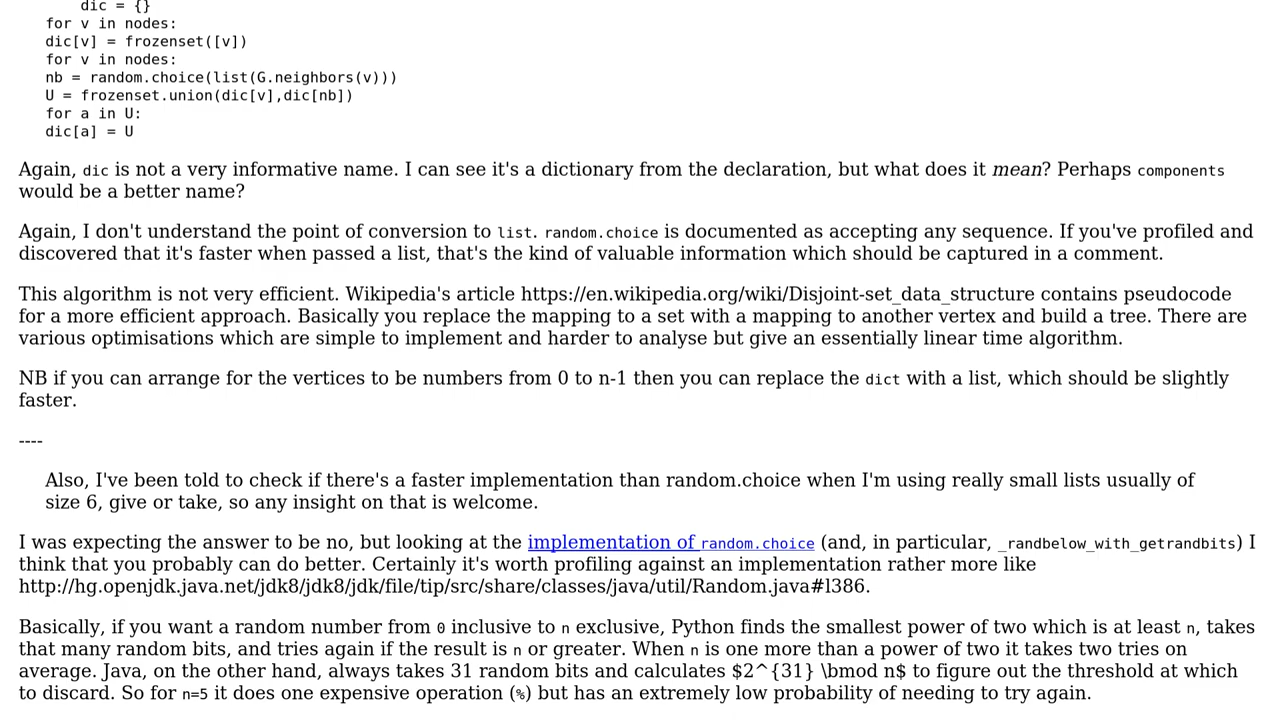 dic = {}
for v in nodes:
dic[v] = frozenset([v])
for v in nodes:
nb = random.choice(list(G.neighbors(v)))
U = frozenset.union(dic[v],dic[nb])
for a in U:
dic[a] = U
Again, dic is not a very informative name. I can see it's a dictionary from the declaration, but what does it mean? Perhaps components
would be a better name?
Again, I don't understand the point of conversion to list. random.choice is documented as accepting any sequence. If you've profiled and
discovered that it's faster when passed a list, that's the kind of valuable information which should be captured in a comment.
This algorithm is not very efficient. Wikipedia's article https://en.wikipedia.org/wiki/Disjoint-set_data_structure contains pseudocode
for a more efficient approach. Basically you replace the mapping to a set with a mapping to another vertex and build a tree. There are
various optimisations which are simple to implement and harder to analyse but give an essentially linear time algorithm.
NB if you can arrange for the vertices to be numbers from 0 to n-1 then you can replace the dict with a list, which should be slightly
faster.
----
Also, I've been told to check if there's a faster implementation than random.choice when I'm using really small lists usually of
size 6, give or take, so any insight on that is welcome.
I was expecting the answer to be no, but looking at the implementation of random.choice (and, in particular, _randbelow_with_getrandbits) I
think that you probably can do better. Certainly it's worth profiling against an implementation rather more like
http://hg.openjdk.java.net/jdk8/jdk8/jdk/file/tip/src/share/classes/java/util/Random.java#l386.
Basically, if you want a random number from 0 inclusive to n exclusive, Python finds the smallest power of two which is at least n, takes
that many random bits, and tries again if the result is n or greater. When n is one more than a power of two it takes two tries on
average. Java, on the other hand, always takes 31 random bits and calculates $2^{31} \bmod n$ to figure out the threshold at which
to discard. So for n=5 it does one expensive operation (%) but has an extremely low probability of needing to try again.